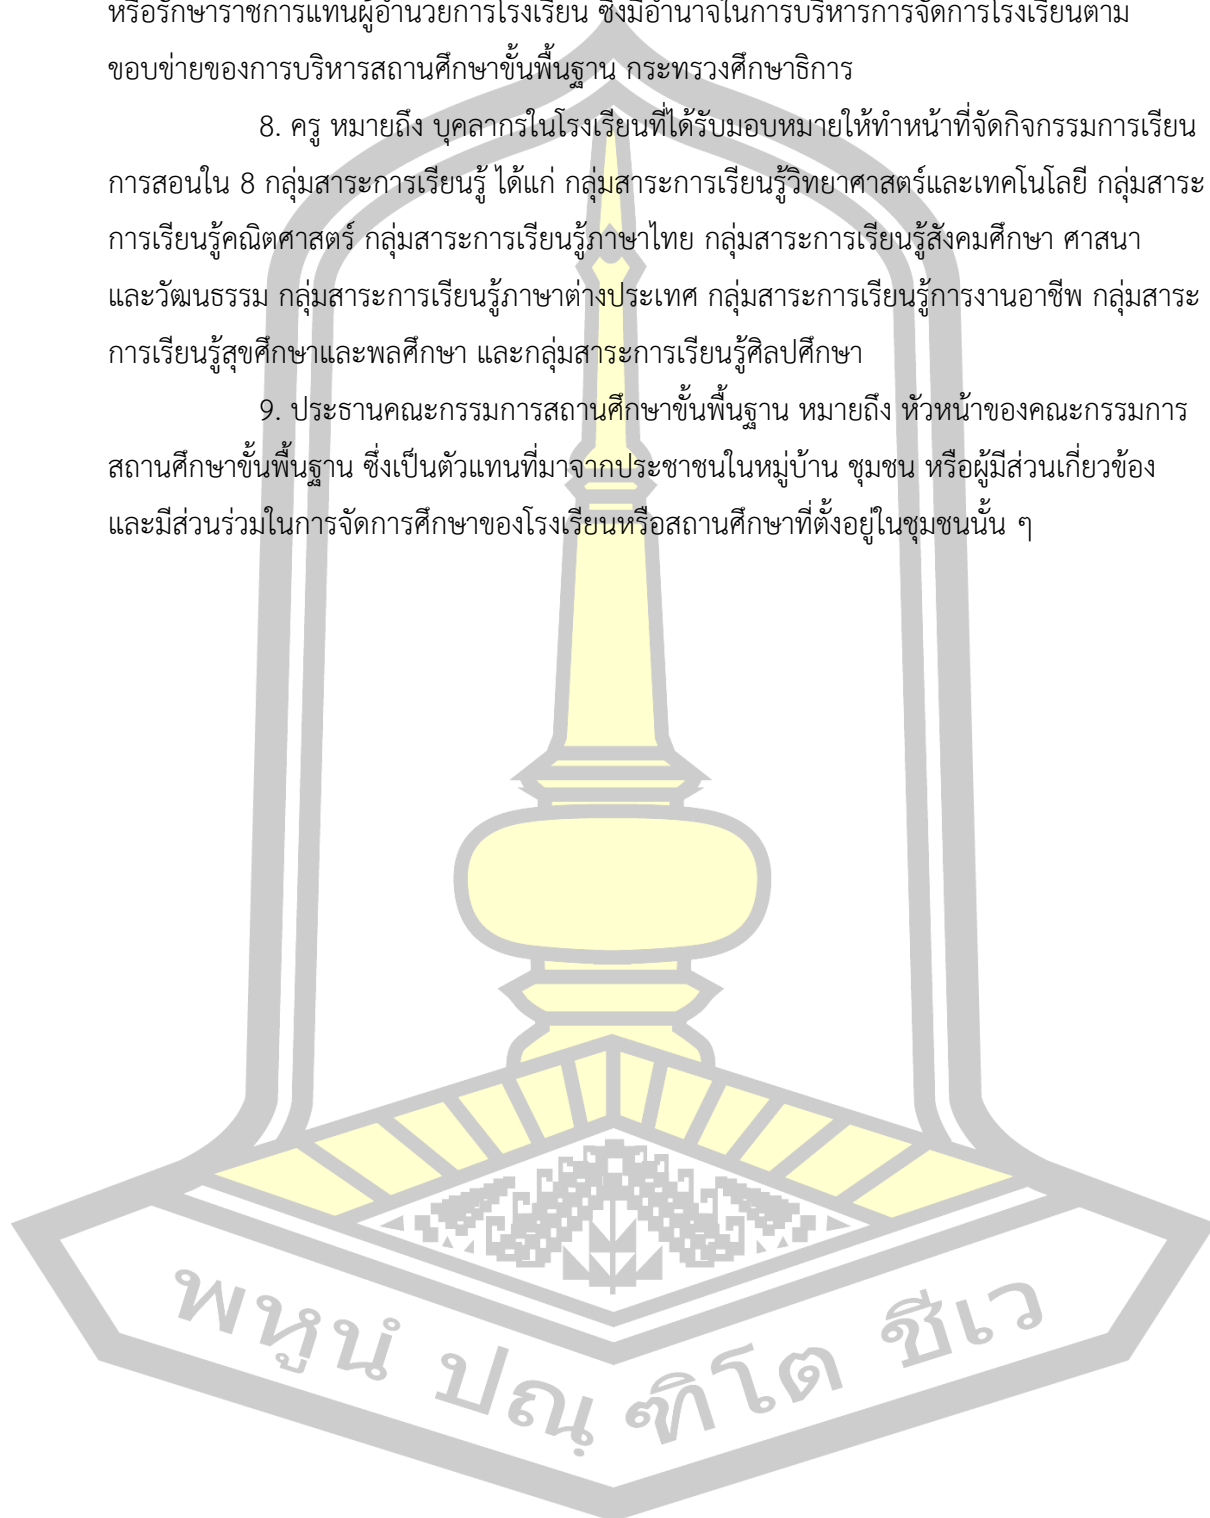 หรือรักษาราชการแทนผู้อำนวยการโรงเรียน ซึ่งมีอำนาจในการบริหารการจัดการโรงเรียนตาม
ขอบข่ายของการบริหารสถานศึกษาขั้นพื้นฐาน กระทรวงศึกษาธิการ
8. ครู หมายถึง บุคลากรในโรงเรียนที่ได้รับมอบหมายให้ทำหน้าที่จัดกิจกรรมการเรียน
การสอนใน 8 กลุ่มสาระการเรียนรู้ ได้แก่ กลุ่มสาระการเรียนรู้วิทยาศาสตร์และเทคโนโลยี กลุ่มสาระ
การเรียนรู้คณิตศาสตร์ กลุ่มสาระการเรียนรู้ภาษาไทย กลุ่มสาระการเรียนรู้สังคมศึกษา ศาสนา
และวัฒนธรรม กลุ่มสาระการเรียนรู้ภาษาต่างประเทศ กลุ่มสาระการเรียนรู้การงานอาชีพ กลุ่มสาระ
การเรียนรู้สุขศึกษาและพลศึกษา และกลุ่มสาระการเรียนรู้ศิลปศึกษา
9. ประธานคณะกรรมการสถานศึกษาขั้นพื้นฐาน หมายถึง หัวหน้าของคณะกรรมการ
สถานศึกษาขั้นพื้นฐาน ซึ่งเป็นตัวแทนที่มาจากประชาชนในหมู่บ้าน ชุมชน หรือผู้มีส่วนเกี่ยวข้อง
และมีส่วนร่วมในการจัดการศึกษาของโรงเรียนหรือสถานศึกษาที่ตั้งอยู่ในชุมชนนั้น ๆ
พหูนํ ปณฺฑิโต ชีเว